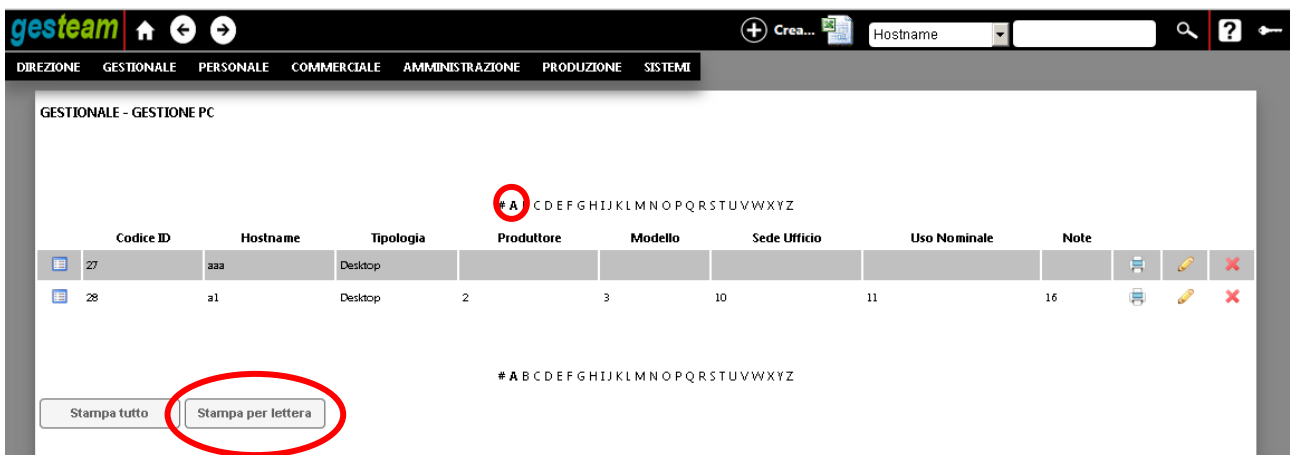 gesteam Crea... Hostname ?
DIREZIONE GESTIONALE PERSONALE COMMERCIALE AMMINISTRAZIONE PRODUZIONE SISTEMI
GESTIONALE - GESTIONE PC
# A C D E F G H I J K L M N O P Q R S T U V W X Y Z
Codice ID Hostname Tipologia Produttore Modello Sede Ufficio Uso Nominale Note
27 aaa Desktop
28 a1 Desktop 2 3 10 11 16
# A B C D E F G H I J K L M N O P Q R S T U V W X Y Z
Stampa tutto Stampa per lettera